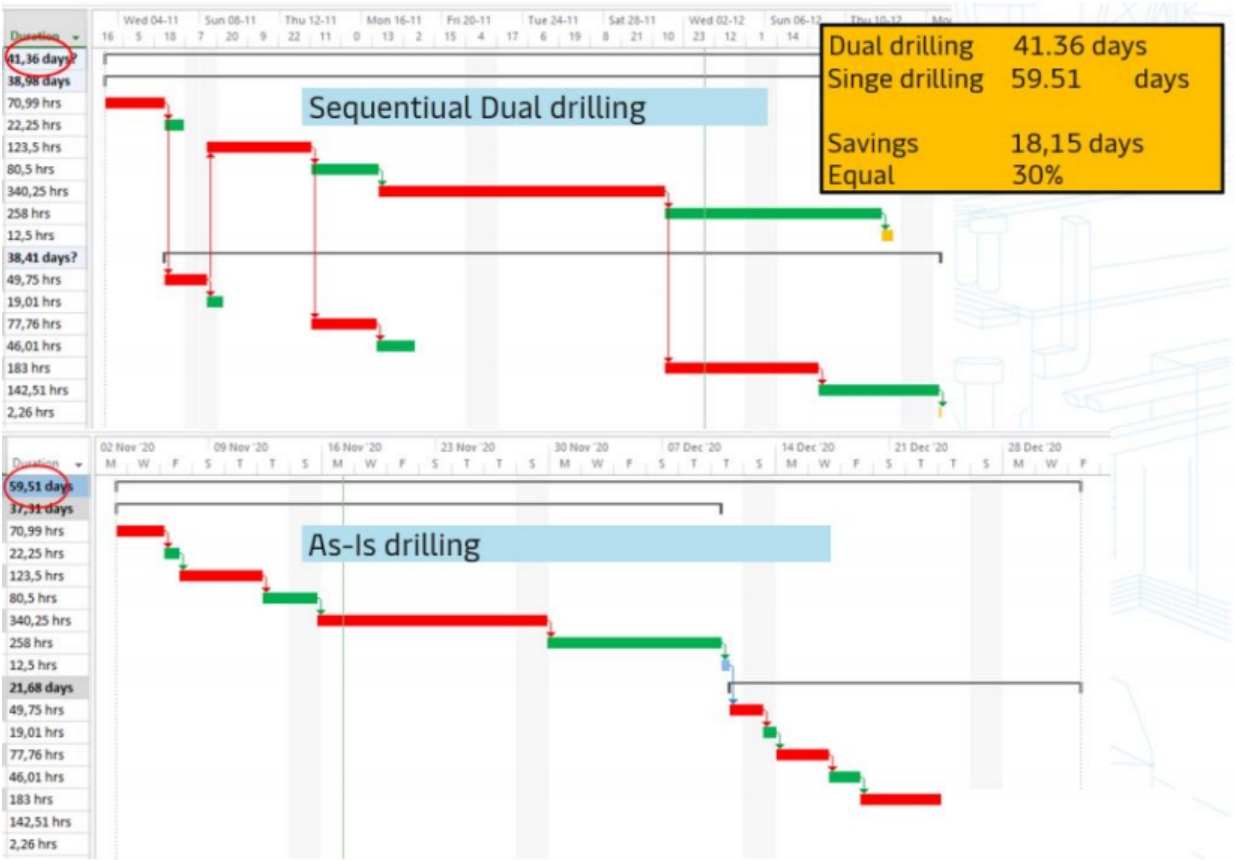 Wed 04-11 Sun 08-11 Thu 12-11 Mon 16-11 Fri 20-11 Tue 24-11 Sat 28-11 Wed 02-12 Sun 06-12 Thu 10-12
Duration 16 5 18 7 20 9 22 11 0 13 2 15 4 17 6 19 8 21 10 23 12 1 14
41,36 days?
38,98 days
70,99 hrs
22,25 hrs
123,5 hrs
80,5 hrs
340,25 hrs
258 hrs
12,5 hrs
38,41 days?
49,75 hrs
19,01 hrs
77,76 hrs
46,01 hrs
183 hrs
142,51 hrs
2,26 hrs
Sequentiual Dual drilling
Dual drilling 41.36 days
Singe drilling 59.51 days
Savings 18,15 days
Equal 30%
02 Nov '20 09 Nov '20 16 Nov '20 23 Nov '20 30 Nov '20 07 Dec '20 14 Dec '20 21 Dec '20 28 Dec '20
Duration M W F S T T S M W F S T T S M W F S T T S M W F S T T S M W F
59,51 days
37,31 days
70,99 hrs
22,25 hrs
123,5 hrs
80,5 hrs
340,25 hrs
258 hrs
12,5 hrs
21,68 days
49,75 hrs
19,01 hrs
77,76 hrs
46,01 hrs
183 hrs
142,51 hrs
2,26 hrs
As-Is drilling